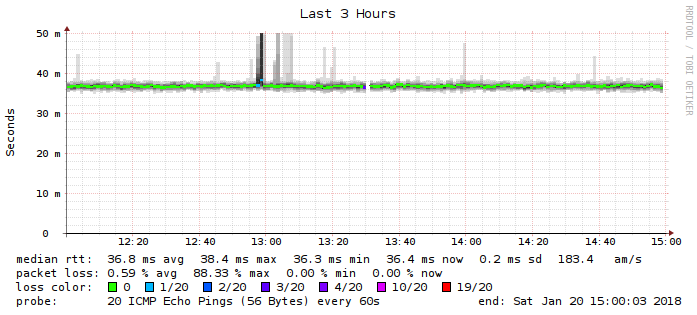 Last 3 Hours
RRDTOOL / TOBI OETIKER
Seconds
50 m
40 m
30 m
20 m
10 m
0
12:20 12:40 13:00 13:20 13:40 14:00 14:20 14:40 15:00
median rtt: 36.8 ms avg 38.4 ms max 36.3 ms min 36.4 ms now 0.2 ms sd 183.4 am/s
packet loss: 0.59 % avg 88.33 % max 0.00 % min 0.00 % now
loss color: 0 1/20 2/20 3/20 4/20 10/20 19/20
probe: 20 ICMP Echo Pings (56 Bytes) every 60s end: Sat Jan 20 15:00:03 2018